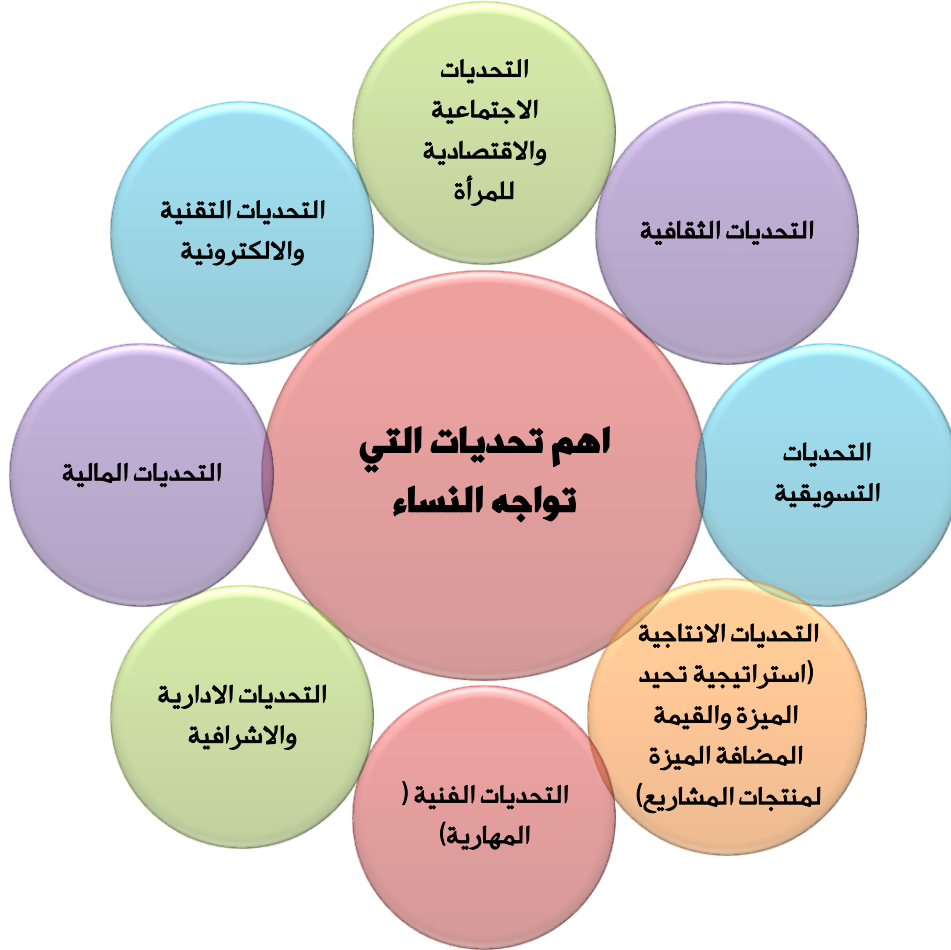 التحديات
الاجتماعية
والاقتصادية
للمرأة
التحديات الثقافية
التحديات
التسويقية
التحديات الانتاجية
(استراتيجية تحيد
الميزة والقيمة
المضافة الميزة
لمنتجات المشاريع)
التحديات الفنية (
المهارية)
التحديات الادارية
والاشرافية
التحديات المالية
التحديات التقنية
والالكترونية
اهم تحديات التي
تواجه النساء